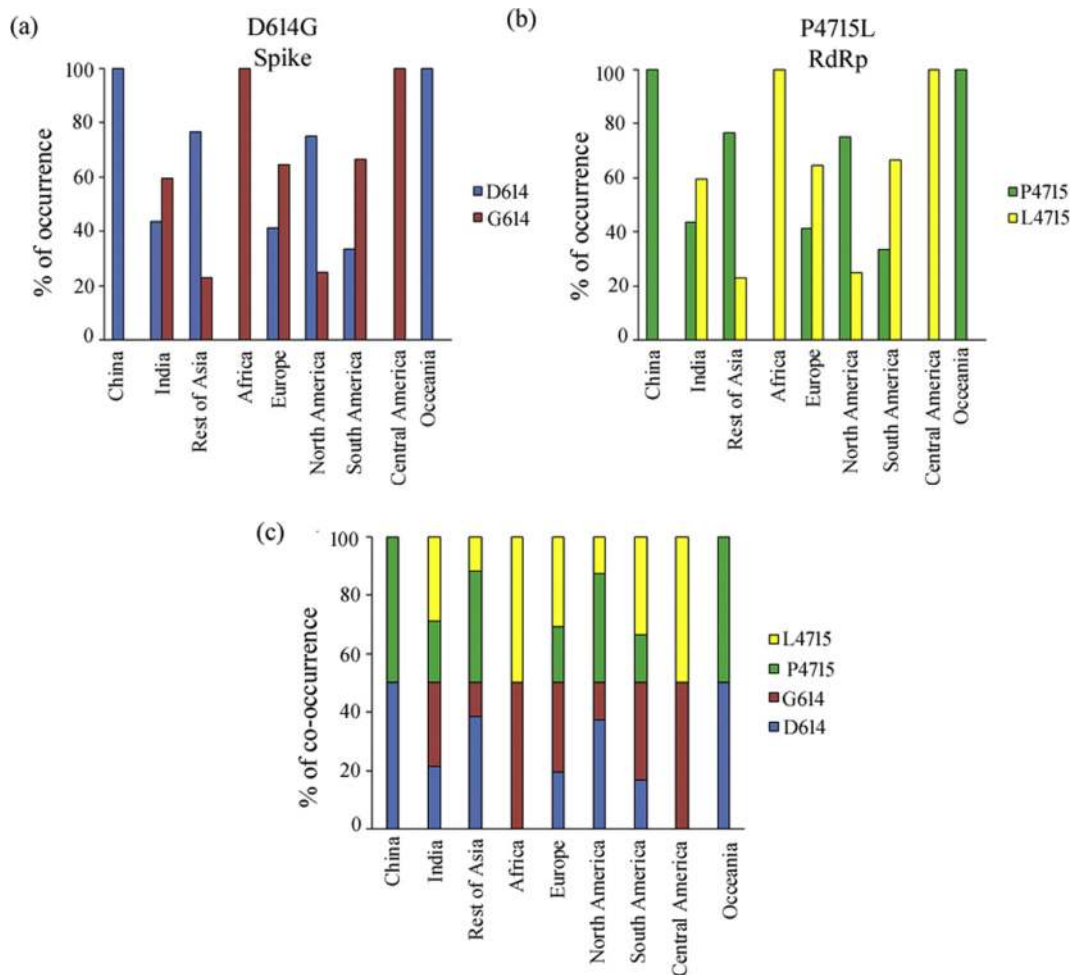 (a)
D614G
Spike
% of occurrence
100
80
60
40
20
0
China
India
Rest of Asia
Africa
Europe
North America
South America
Central America
Occeania
D614
G614
(b)
P4715L
RdRp
% of occurrence
100
80
60
40
20
0
China
India
Rest of Asia
Africa
Europe
North America
South America
Central America
Occeania
P4715
L4715
(c)
% of co-occurrence
100
80
60
40
20
0
China
India
Rest of Asia
Africa
Europe
North America
South America
Central America
Occeania
L4715
P4715
G614
D614